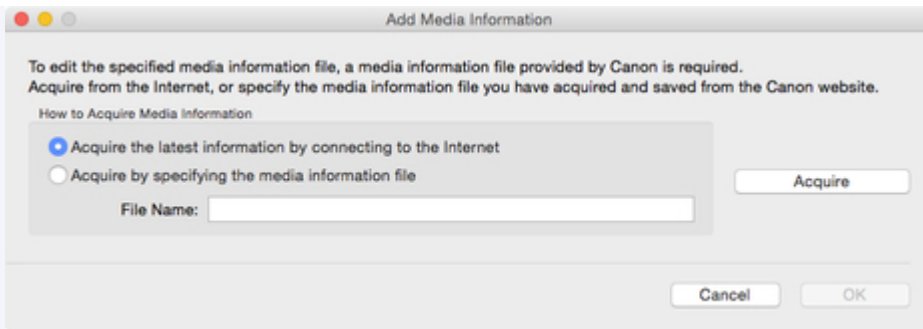 Add Media Information
To edit the specified media information file, a media information file provided by Canon is required.
Acquire from the Internet, or specify the media information file you have acquired and saved from the Canon website.
How to Acquire Media Information
Acquire the latest information by connecting to the Internet
Acquire by specifying the media information file
Acquire
File Name:
Cancel
OK